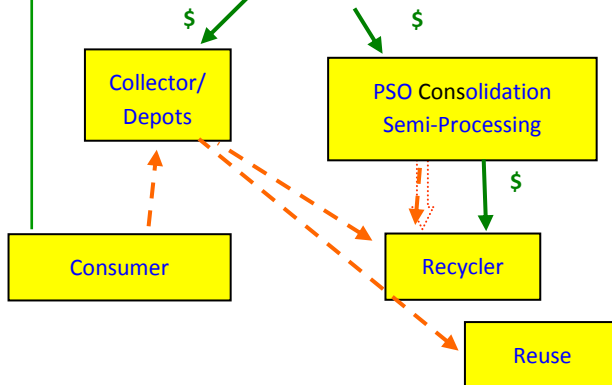 $
$
Collector/
Depots
PSO Consolidation
Semi-Processing
$
Consumer
Recycler
Reuse